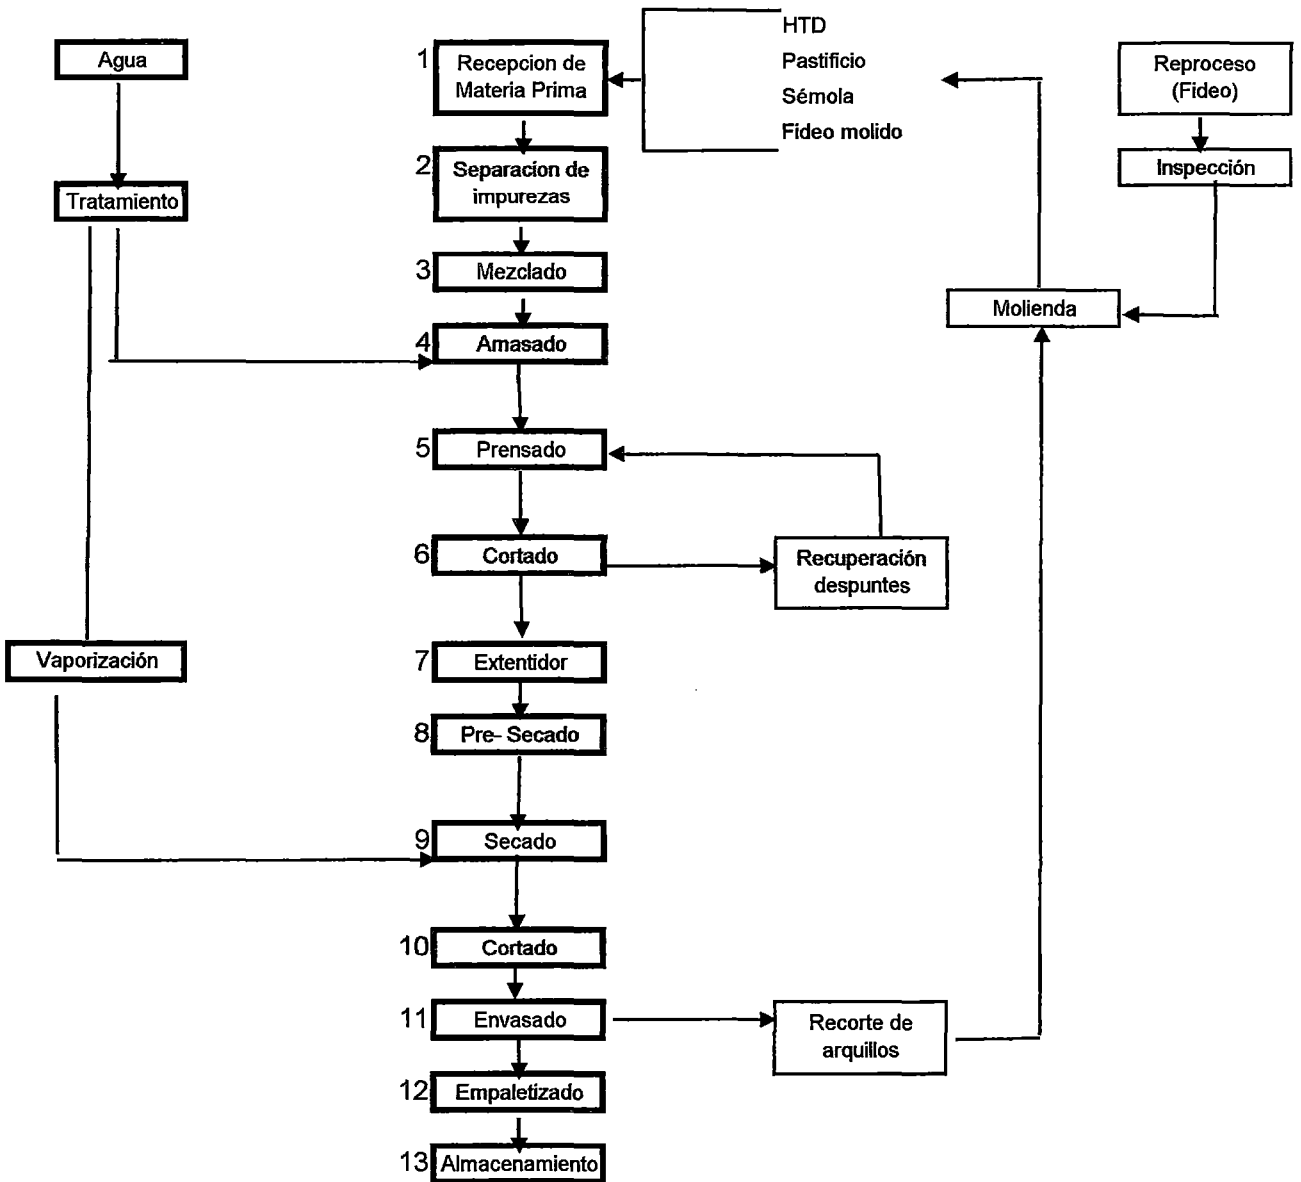 Agua
Tratamiento
Vaporización
1
Recepcion de
Materia Prima
HTD
Pastificio
Sémola
Fideo molido
2
Separacion de
impurezas
3
Mezclado
4
Amasado
5
Prensado
6
Cortado
Recuperación
despuntes
7
Extentidor
8
Pre- Secado
9
Secado
10
Cortado
11
Envasado
Recorte de
arquillos
12
Empaletizado
13
Almacenamiento
Reproceso
(Fideo)
Inspección
Molienda